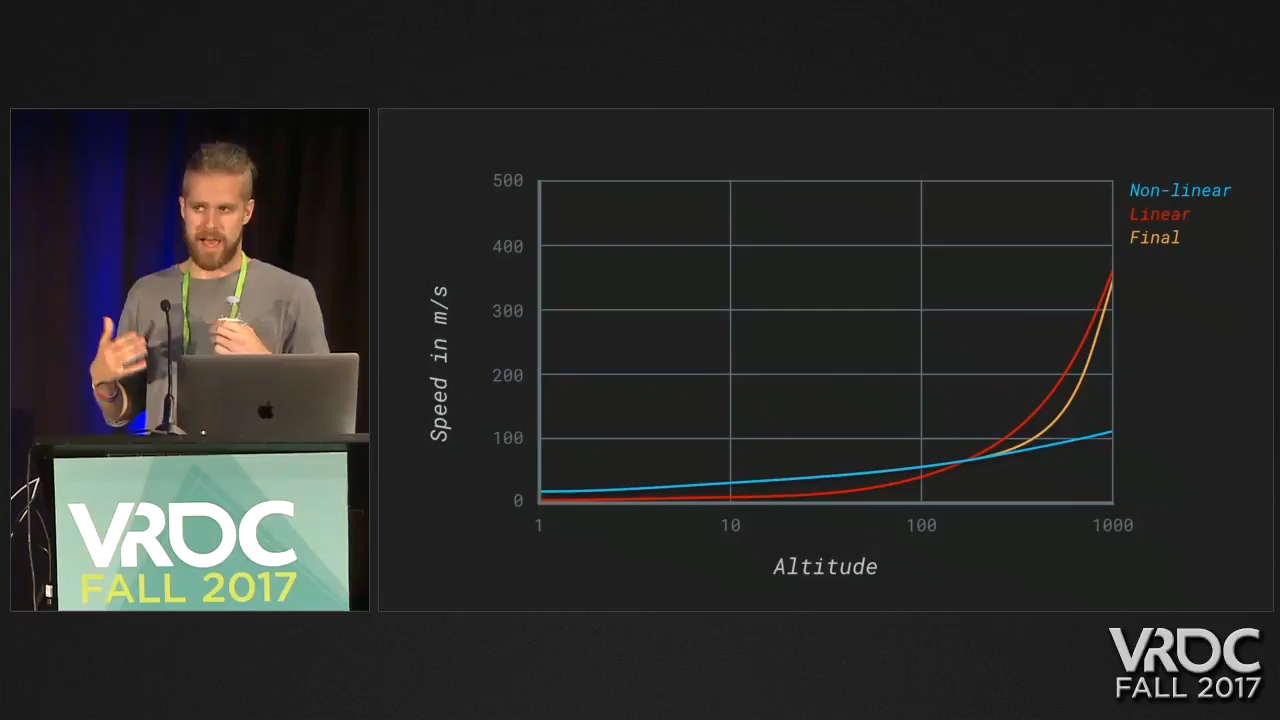 VRDC
FALL 2017
500
400
300
200
100
0
1
10
100
1000
Speed in m/s
Altitude
Non-linear
Linear
Final
VRDC
FALL 2017